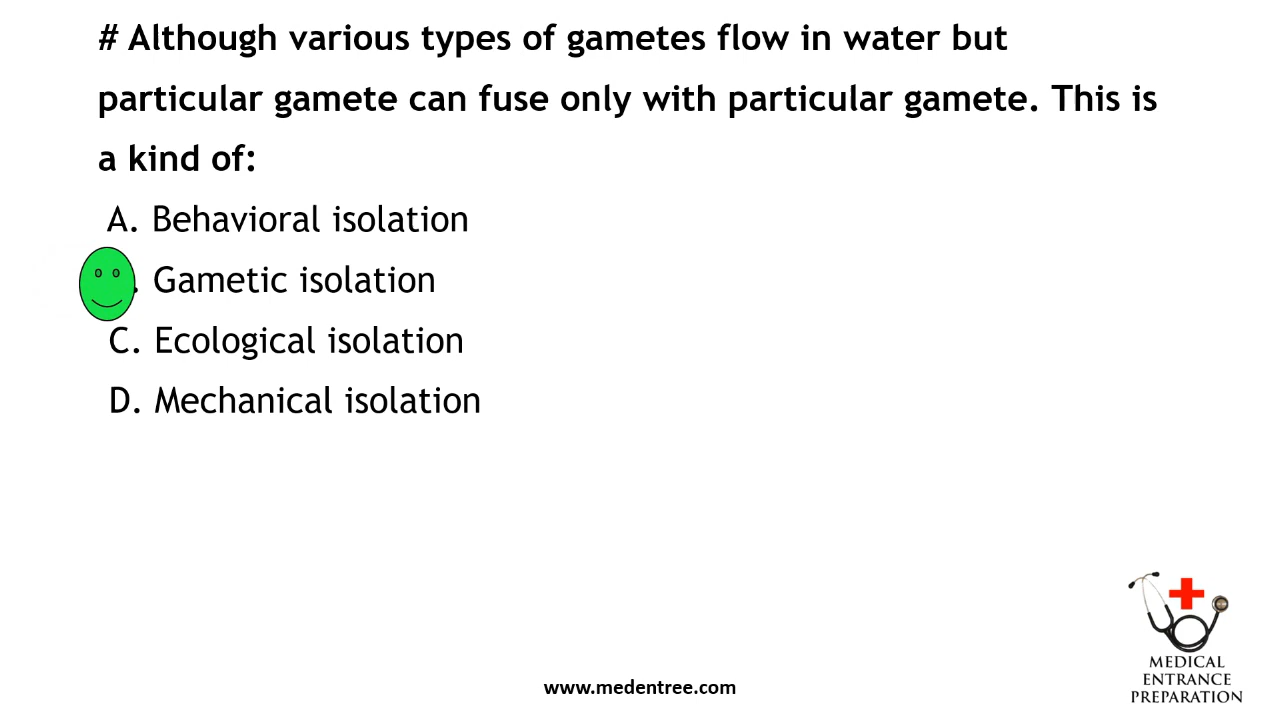 # Although various types of gametes flow in water but
particular gamete can fuse only with particular gamete. This is
a kind of:
A. Behavioral isolation
. Gametic isolation
C. Ecological isolation
D. Mechanical isolation
MEDICAL
ENTRANCE
PREPARATION
www.medentree.com